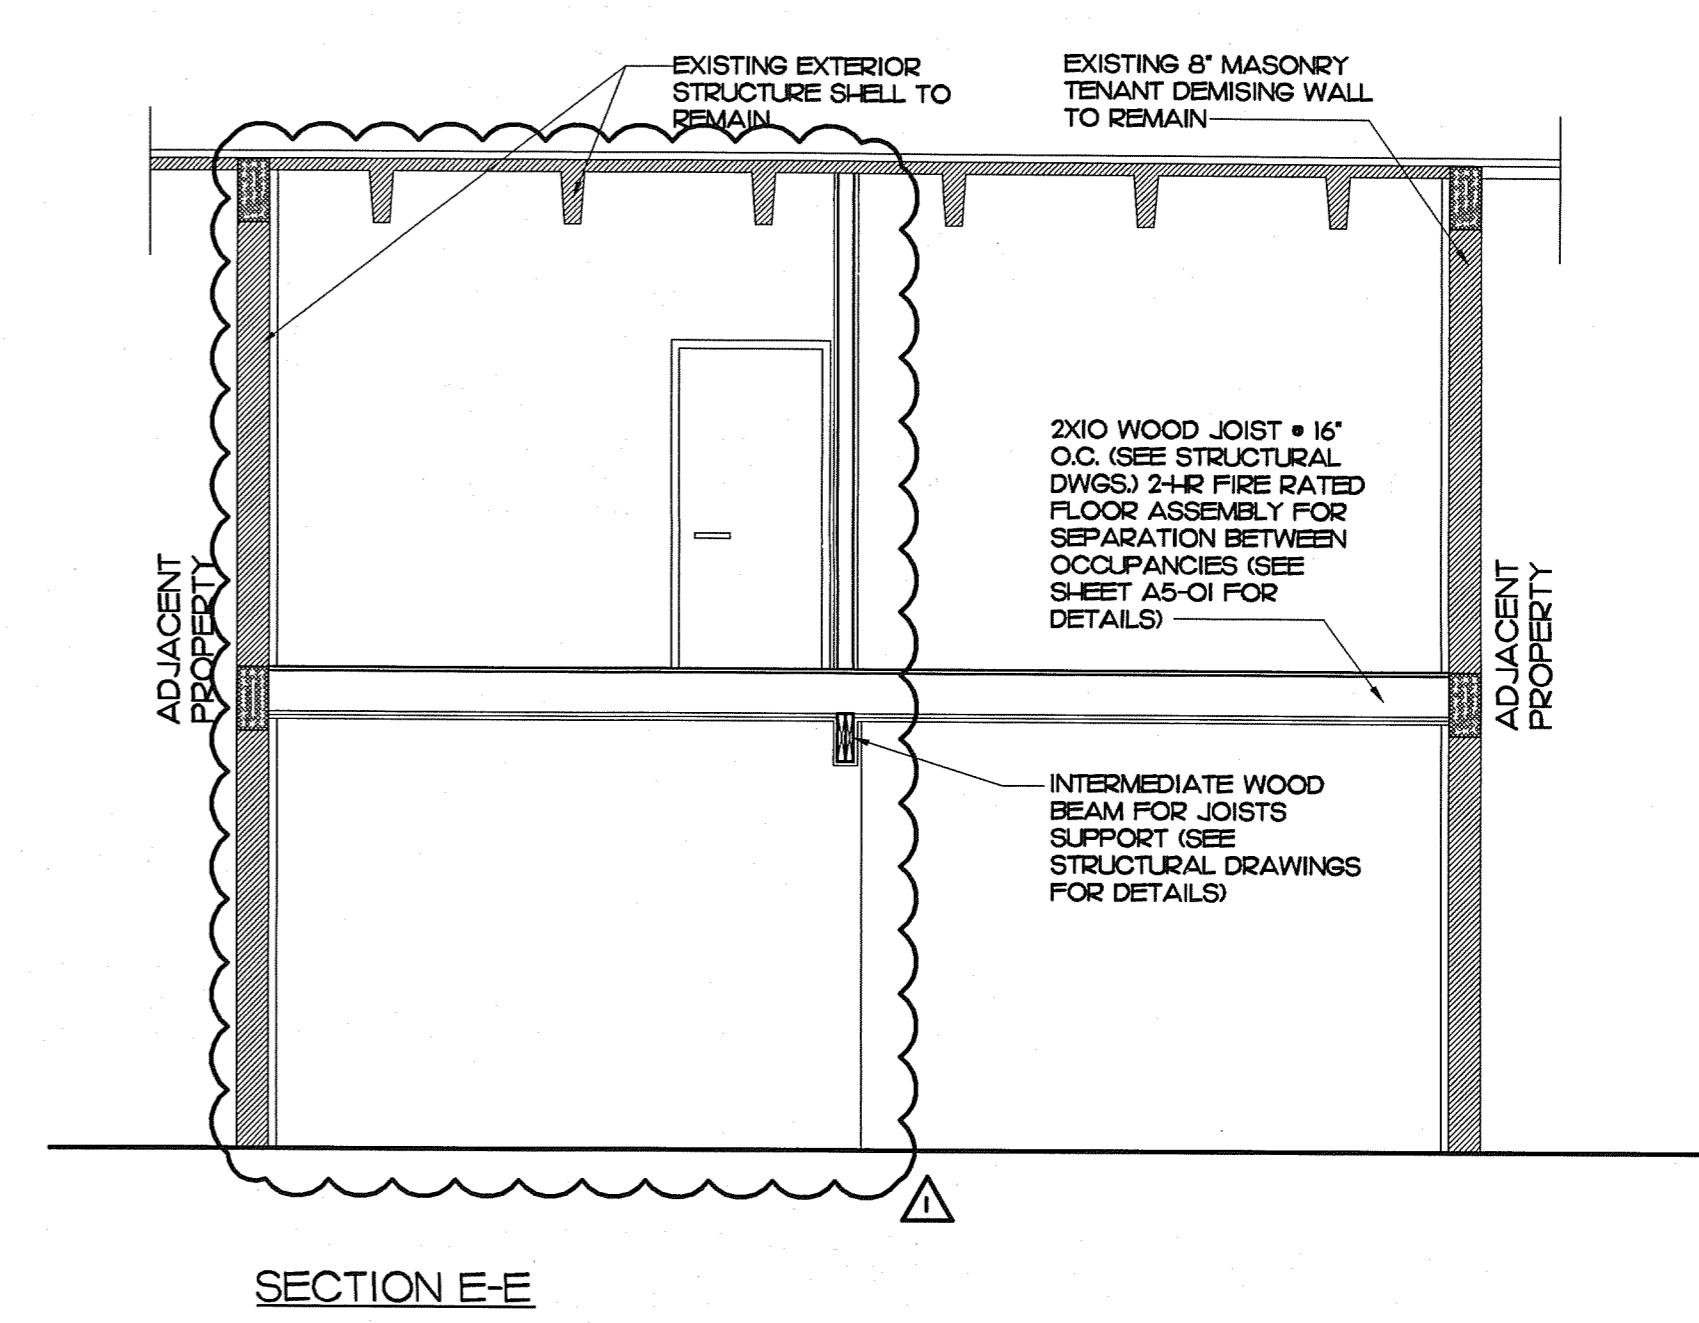 EXISTING EXTERIOR
STRUCTURE SHELL TO
REMAIN
EXISTING 8" MASONRY
TENANT DEMISING WALL
TO REMAIN
2X10 WOOD JOIST @ 16"
O.C. (SEE STRUCTURAL
DWGS.) 2-HR FIRE RATED
FLOOR ASSEMBLY FOR
SEPARATION BETWEEN
OCCUPANCIES (SEE
SHEET A5-01 FOR
DETAILS)
ADJACENT
PROPERTY
ADJACENT
PROPERTY
INTERMEDIATE WOOD
BEAM FOR JOISTS
SUPPORT (SEE
STRUCTURAL DRAWINGS
FOR DETAILS)
1
SECTION E-E